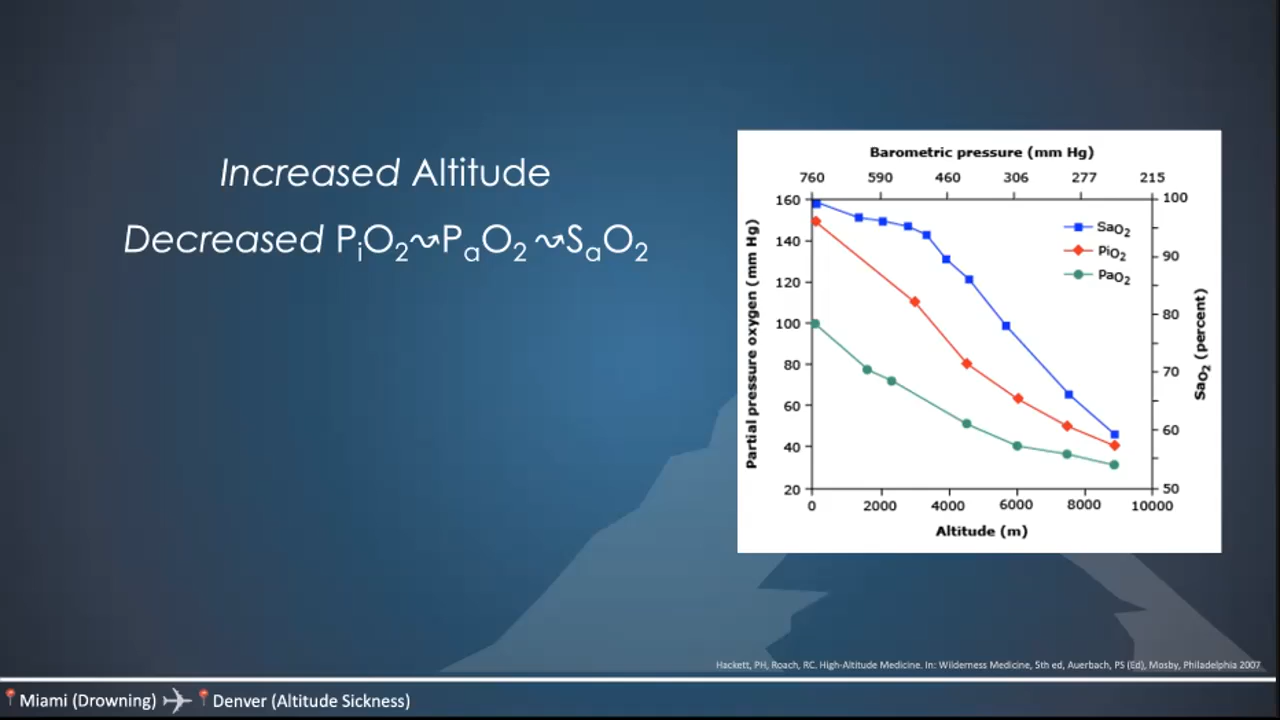 Increased Altitude
Decreased PiO2↝PaO2↝SaO2
Barometric pressure (mm Hg)
760 590 460 306 277 215
Partial pressure oxygen (mm Hg)
160
140
120
100
80
60
40
20
SaO2
PiO2
PaO2
100
90
80
70
60
50
SaO2 (percent)
0 2000 4000 6000 8000 10000
Altitude (m)
Hackett, PH, Roach, RC. High-Altitude Medicine. In: Wilderness Medicine, 5th ed, Auerbach, PS (Ed), Mosby, Philadelphia 2007
Miami (Drowning) Denver (Altitude Sickness)